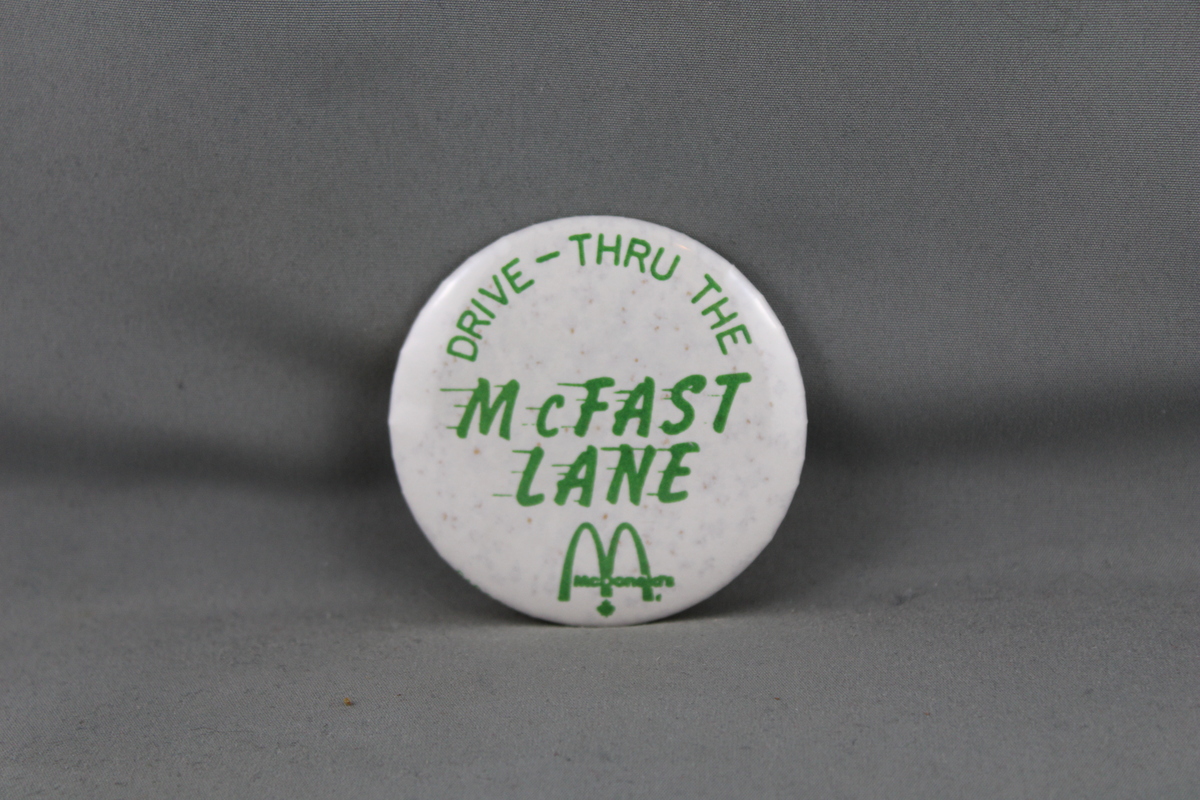 DRIVE-THRU THE
McFAST
LANE
McDonald's